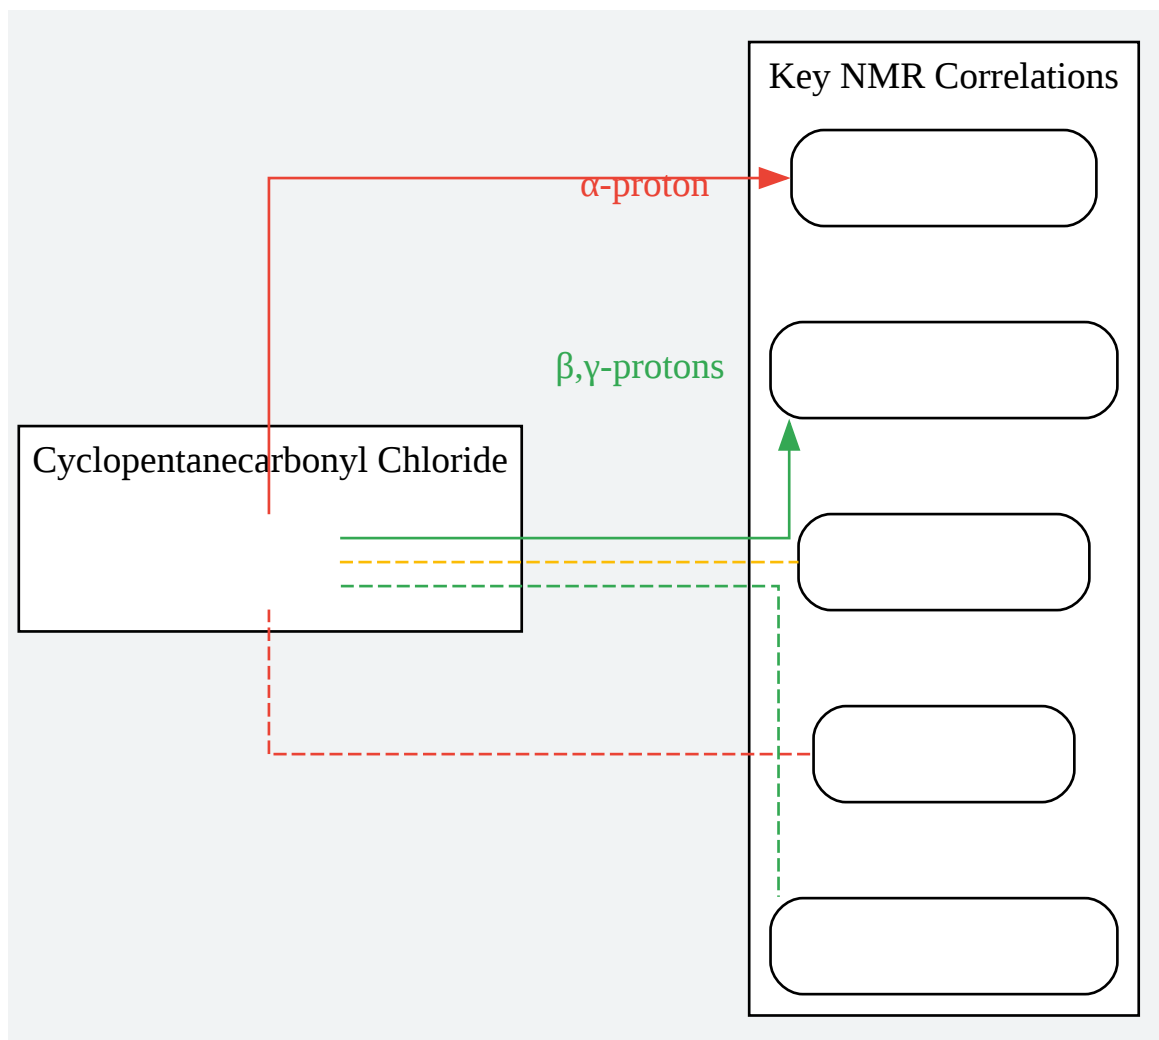 Key NMR Correlations
α-proton
β,γ-protons
Cyclopentanecarbonyl Chloride